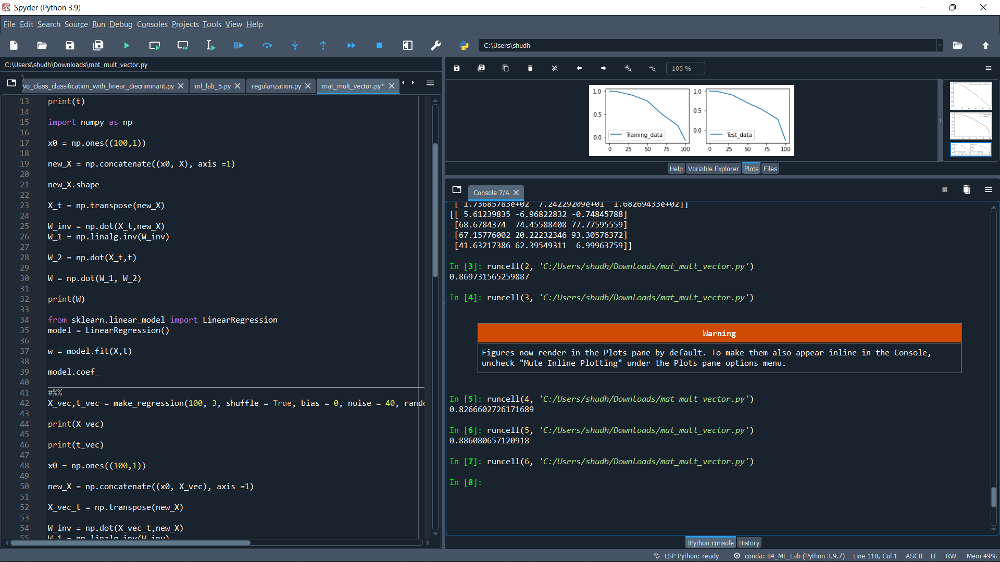 Spyder (Python 3.9)
File Edit Search Source Run Debug Consoles Projects Tools View Help
C:\Users\shudh
C:\Users\shudh\Downloads\mat_mult_vector.py
wo_class_classification_with_linear_discriminant.py ml_lab_5.py regularization.py mat_mult_vector.py*
13 print(t)
14
15 import numpy as np
16
17 x0 = np.ones((100,1))
18
19 new_X = np.concatenate((x0, X), axis =1)
20
21 new_X.shape
22
23 X_t = np.transpose(new_X)
24
25 W_inv = np.dot(X_t,new_X)
26 W_1 = np.linalg.inv(W_inv)
27
28 W_2 = np.dot(X_t,t)
29
30 W = np.dot(W_1, W_2)
31
32 print(W)
33
34 from sklearn.linear_model import LinearRegression
35 model = LinearRegression()
36
37 w = model.fit(X,t)
38
39 model.coef_
40
41 #%%
42 X_vec,t_vec = make_regression(100, 3, shuffle = True, bias = 0, noise = 40, rando
43
44 print(X_vec)
45
46 print(t_vec)
47
48 x0 = np.ones((100,1))
49
50 new_X = np.concatenate((x0, X_vec), axis =1)
51
52 X_vec_t = np.transpose(new_X)
53
54 W_inv = np.dot(X_vec_t,new_X)
55 W_1 = np.linalg.inv(W_inv)
105 %
1.0
0.5
0.0
Training_data
0 25 50 75 100
1.0
0.5
0.0
Test_data
0 25 50 75 100
Help Variable Explorer Plots Files
Console 7/A
[ 1.73685783e+02 7.24229209e+01 1.68269433e+02]]
[[ 5.61239835 -6.96822832 -0.74845788]
[68.6784374 74.45588408 77.77595559]
[67.15776002 20.22232346 93.30576372]
[41.63217386 62.39549311 6.99963759]]
In [3]: runcell(2, 'C:/Users/shudh/Downloads/mat_mult_vector.py')
0.869731565259887
In [4]: runcell(3, 'C:/Users/shudh/Downloads/mat_mult_vector.py')
Warning
Figures now render in the Plots pane by default. To make them also appear inline in the Console,
uncheck "Mute Inline Plotting" under the Plots pane options menu.
In [5]: runcell(4, 'C:/Users/shudh/Downloads/mat_mult_vector.py')
0.8266602726171689
In [6]: runcell(5, 'C:/Users/shudh/Downloads/mat_mult_vector.py')
0.886080657120918
In [7]: runcell(6, 'C:/Users/shudh/Downloads/mat_mult_vector.py')
In [8]:
IPython console History
LSP Python: ready conda: B4_ML_Lab (Python 3.9.7) Line 110, Col 1 ASCII LF RW Mem 49%